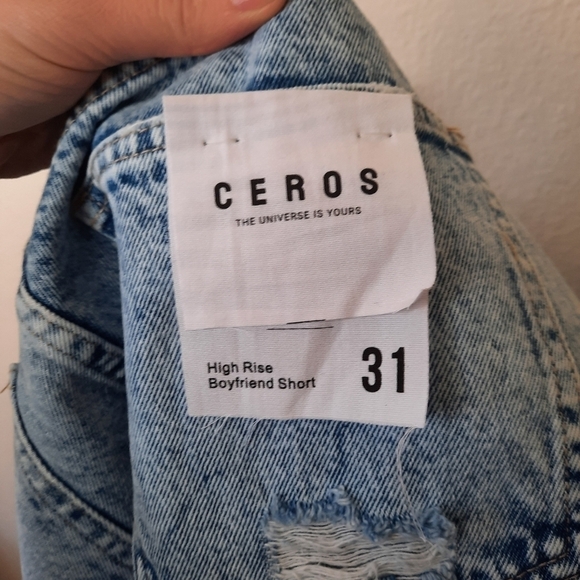 CEROS
THE UNIVERSE IS YOURS
High Rise
Boyfriend Short
31